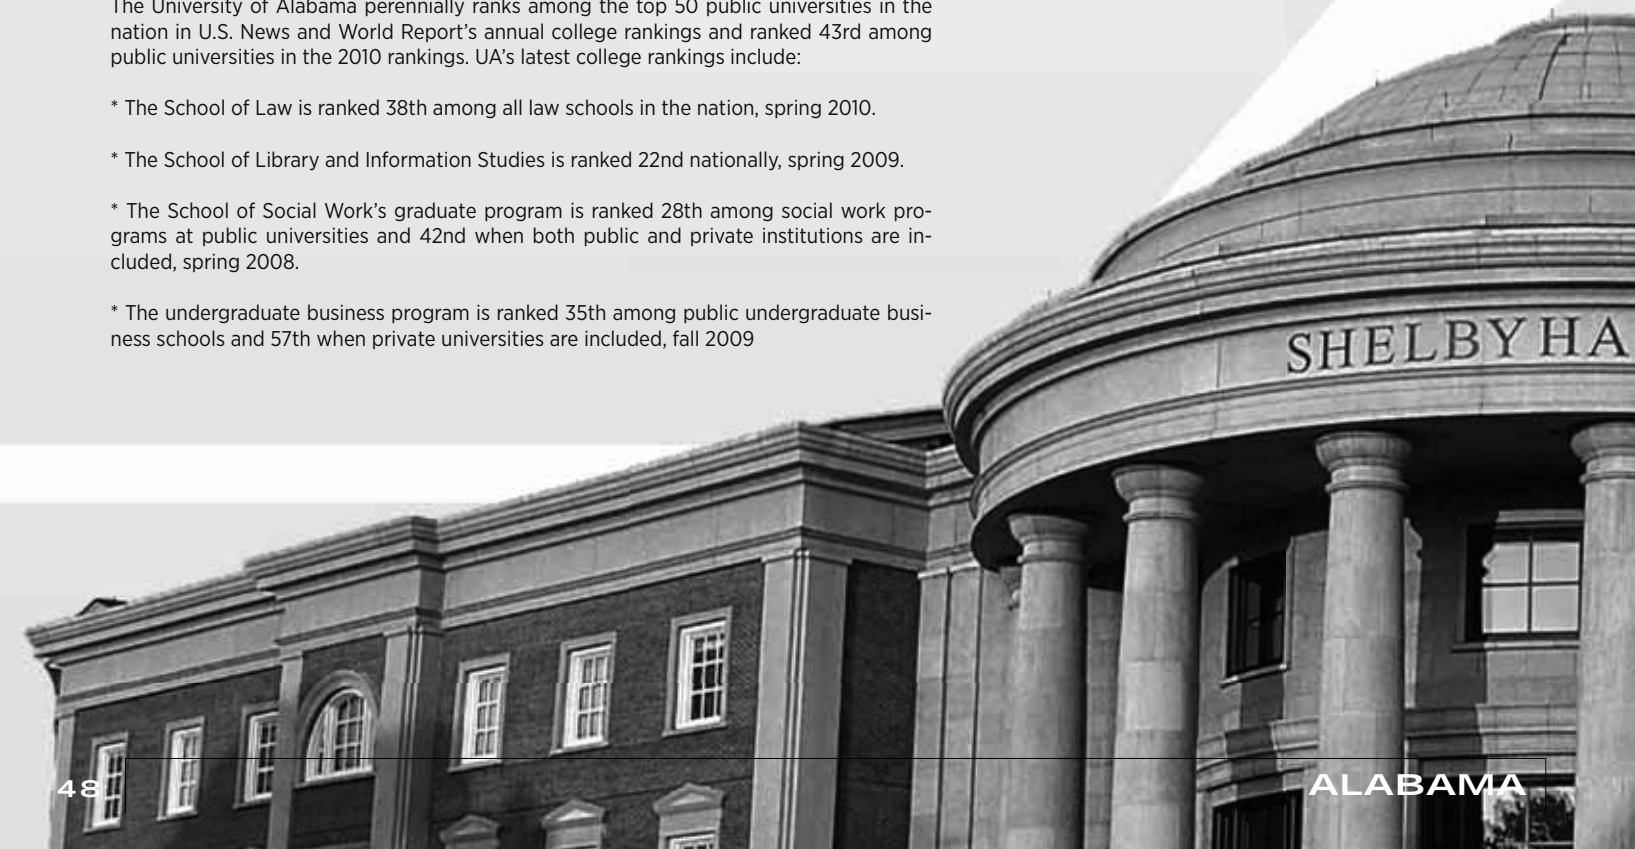 The University of Alabama perennially ranks among the top 50 public universities in the
nation in U.S. News and World Report's annual college rankings and ranked 43rd among
public universities in the 2010 rankings. UA's latest college rankings include:
* The School of Law is ranked 38th among all law schools in the nation, spring 2010.
* The School of Library and Information Studies is ranked 22nd nationally, spring 2009.
* The School of Social Work's graduate program is ranked 28th among social work pro-
grams at public universities and 42nd when both public and private institutions are in-
cluded, spring 2008.
* The undergraduate business program is ranked 35th among public undergraduate busi-
ness schools and 57th when private universities are included, fall 2009
SHELBY HA
48
ALABAMA